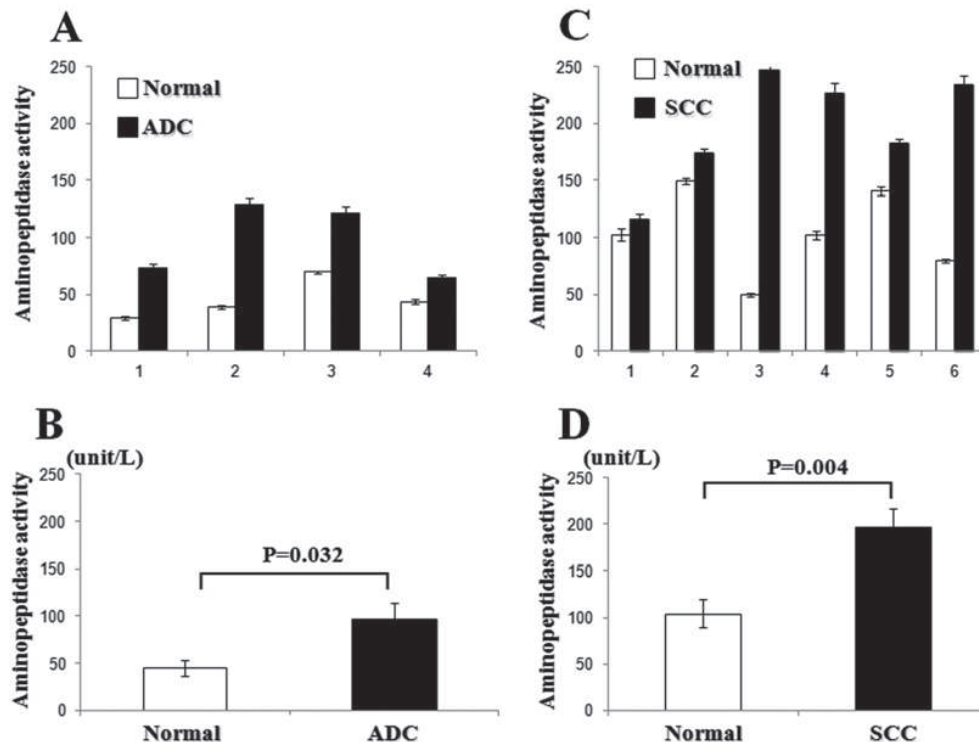 A
Aminopeptidase activity
250
200
150
100
50
0
Normal
ADC
1 2 3 4
C
Aminopeptidase activity
250
200
150
100
50
0
Normal
SCC
1 2 3 4 5 6
B
(unit/L)
Aminopeptidase activity
250
200
150
100
50
0
P=0.032
Normal ADC
D
(unit/L)
Aminopeptidase activity
250
200
150
100
50
0
P=0.004
Normal SCC